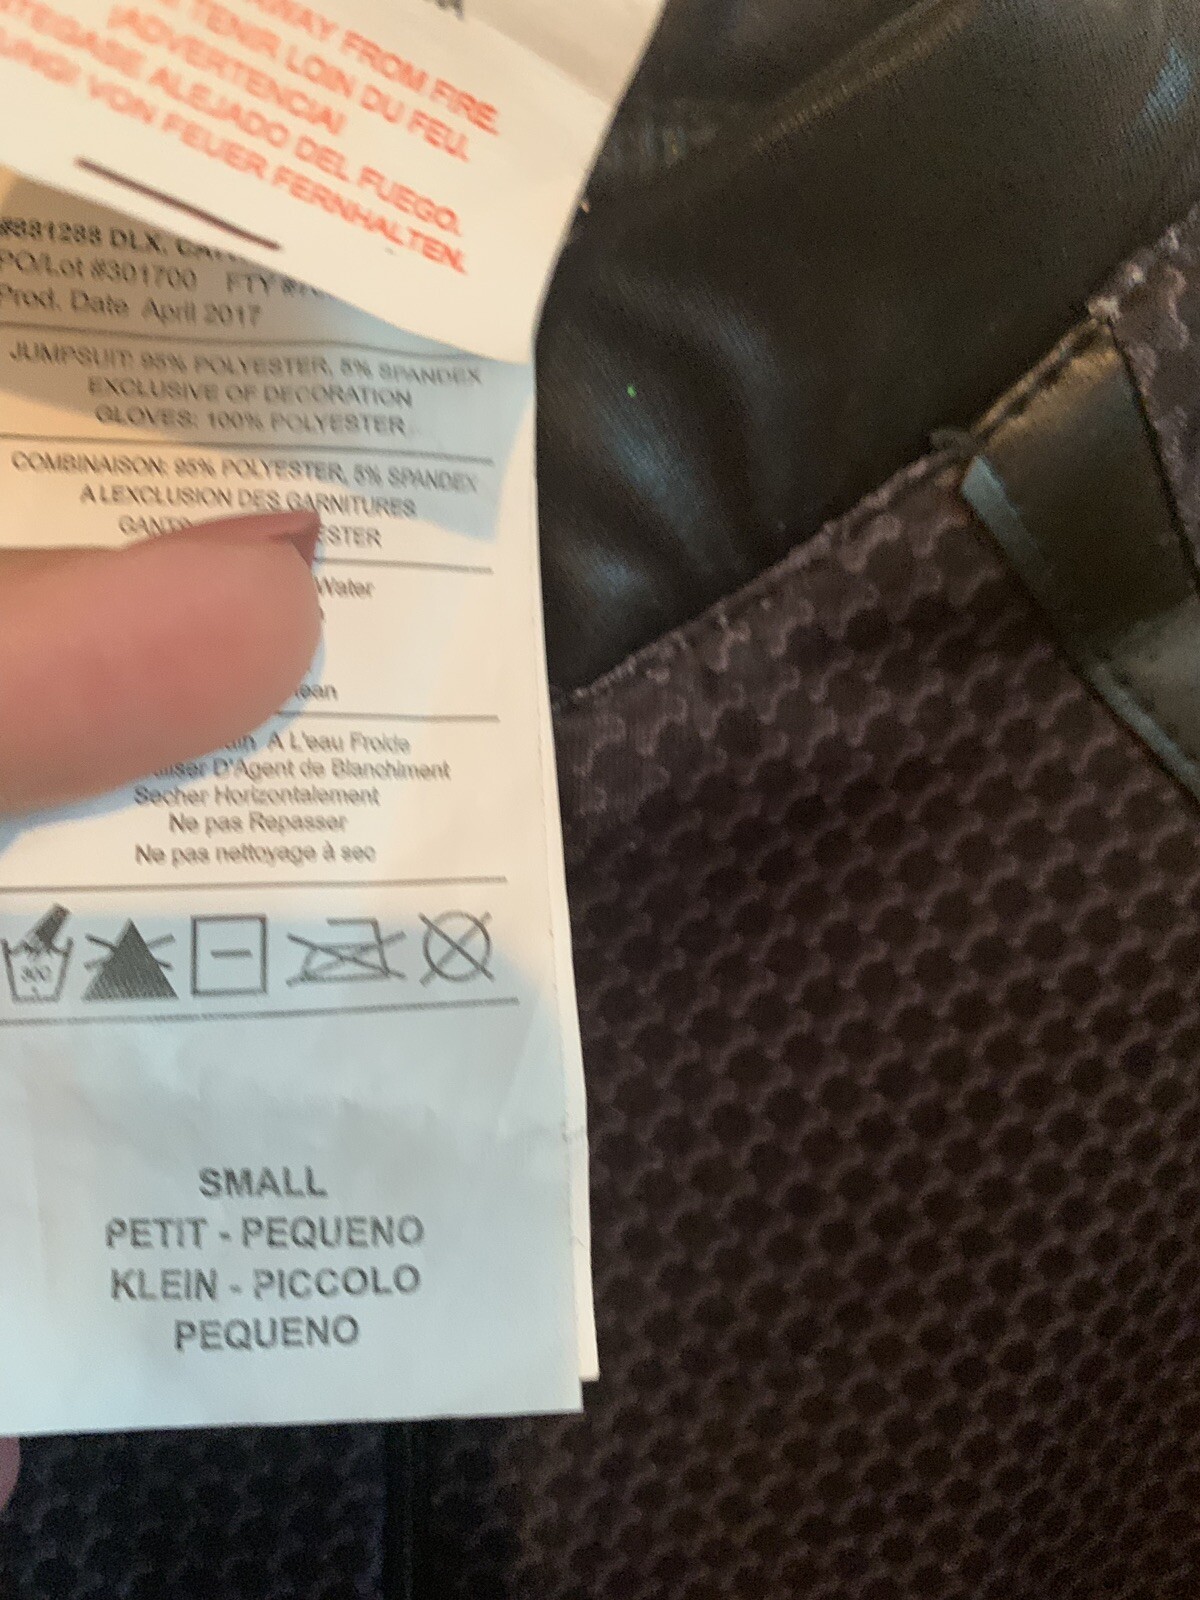 AWAY FROM FIRE.
TENIR LOIN DU FEU.
¡ADVERTENCIA!
ALEJADO DEL FUEGO.
VON FEUER FERNHALTEN.
#881288 DLX.
PO/Lot #301700 FTY
Prod. Date April 2017
JUMPSUIT: 95% POLYESTER, 5% SPANDEX
EXCLUSIVE OF DECORATION
GLOVES: 100% POLYESTER
COMBINAISON: 95% POLYESTER, 5% SPANDEX
A LEXCLUSION DES GARNITURES
Water
A L'eau Froide
D'Agent de Blanchiment
Secher Horizontalement
Ne pas Repasser
Ne pas nettoyage à sec
300
SMALL
PETIT - PEQUENO
KLEIN - PICCOLO
PEQUENO